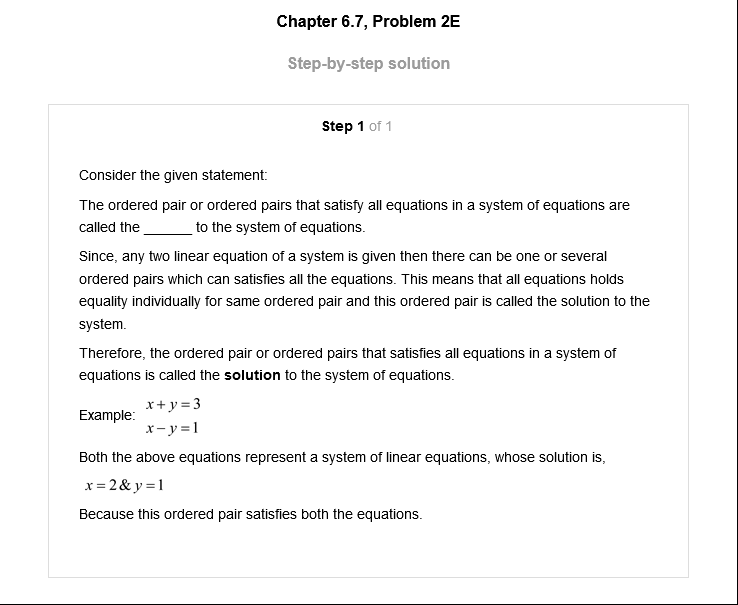 Chapter 6.7, Problem 2E
Step-by-step solution
Step 1 of 1
Consider the given statement:
The ordered pair or ordered pairs that satisfy all equations in a system of equations are
called the ______ to the system of equations.
Since, any two linear equation of a system is given then there can be one or several
ordered pairs which can satisfies all the equations. This means that all equations holds
equality individually for same ordered pair and this ordered pair is called the solution to the
system.
Therefore, the ordered pair or ordered pairs that satisfies all equations in a system of
equations is called the solution to the system of equations.
Example: x + y = 3
x − y = 1
Both the above equations represent a system of linear equations, whose solution is,
x = 2 & y = 1
Because this ordered pair satisfies both the equations.